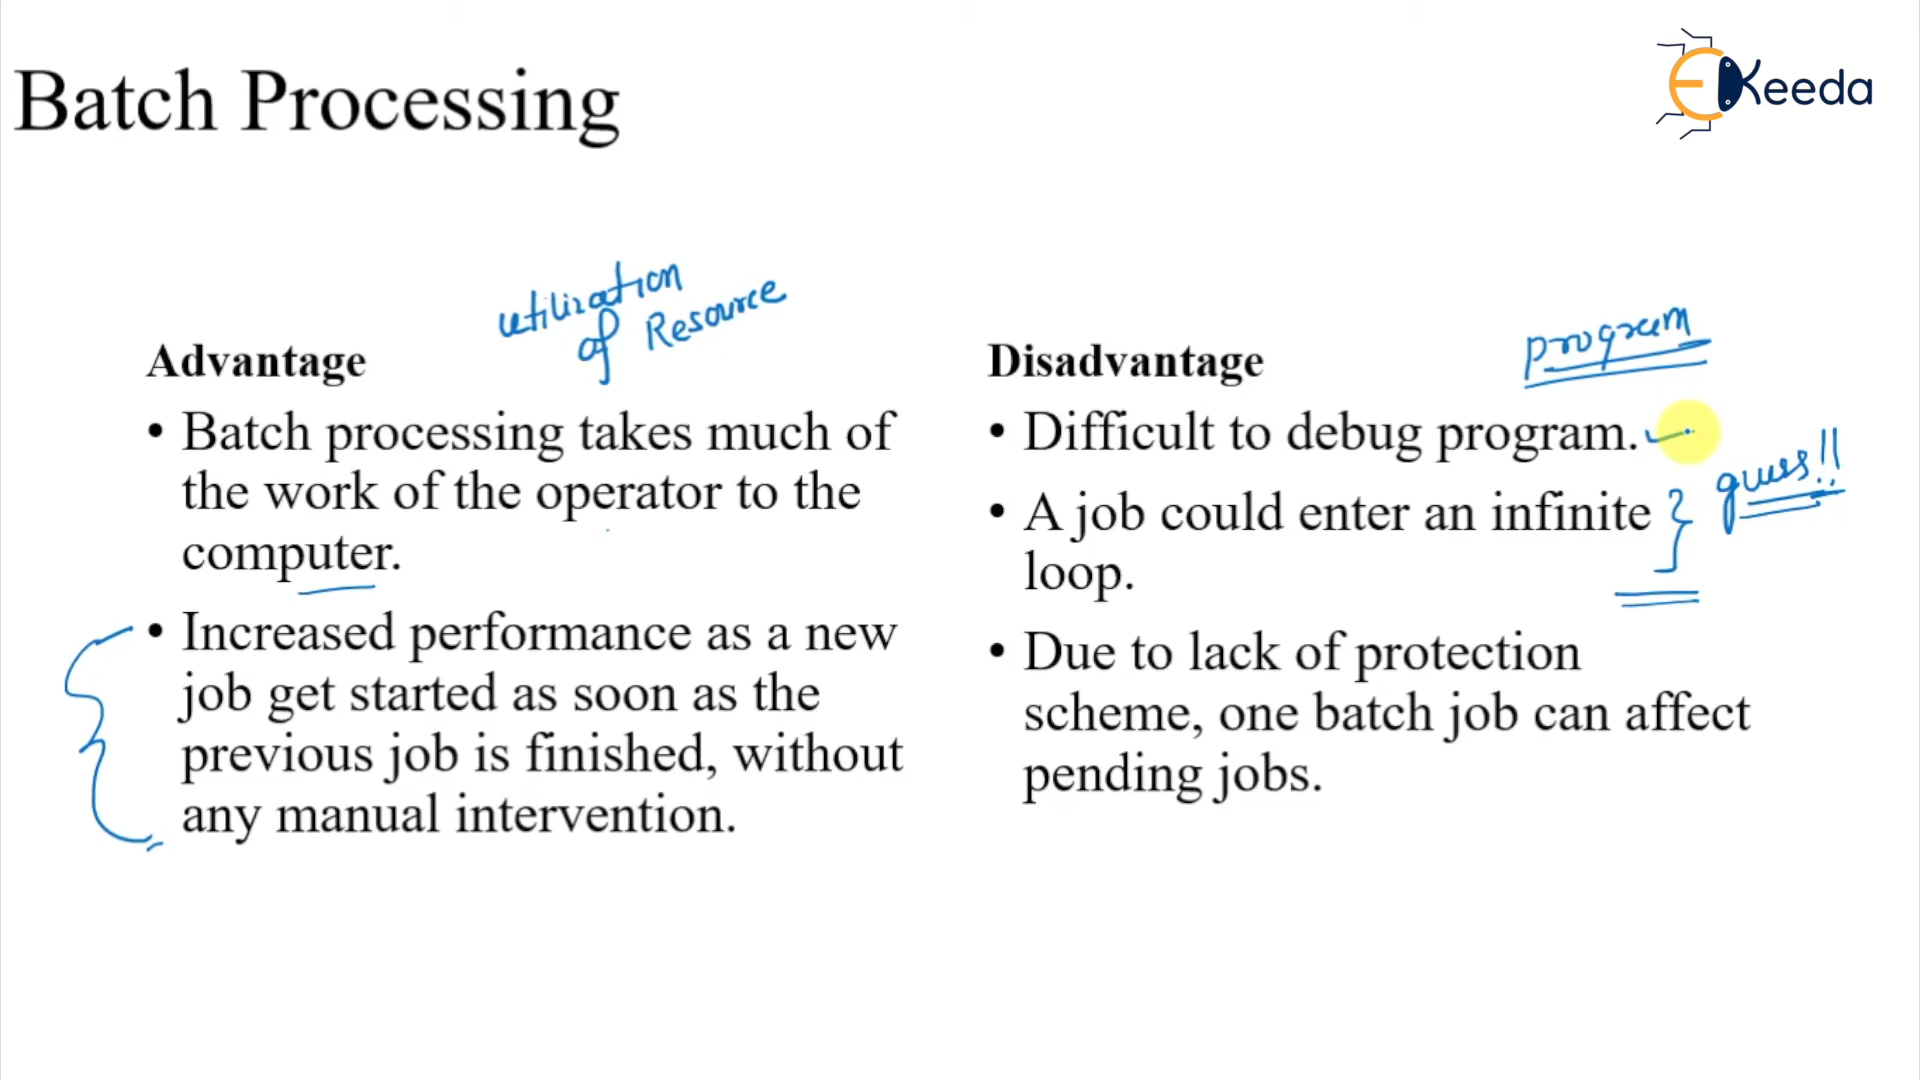 Batch Processing
EKeeda
utilization
of Resource
Advantage
• Batch processing takes much of
the work of the operator to the
computer.
• Increased performance as a new
job get started as soon as the
previous job is finished, without
any manual intervention.
program
Disadvantage
• Difficult to debug program.
guess!!
• A job could enter an infinite
loop.
• Due to lack of protection
scheme, one batch job can affect
pending jobs.